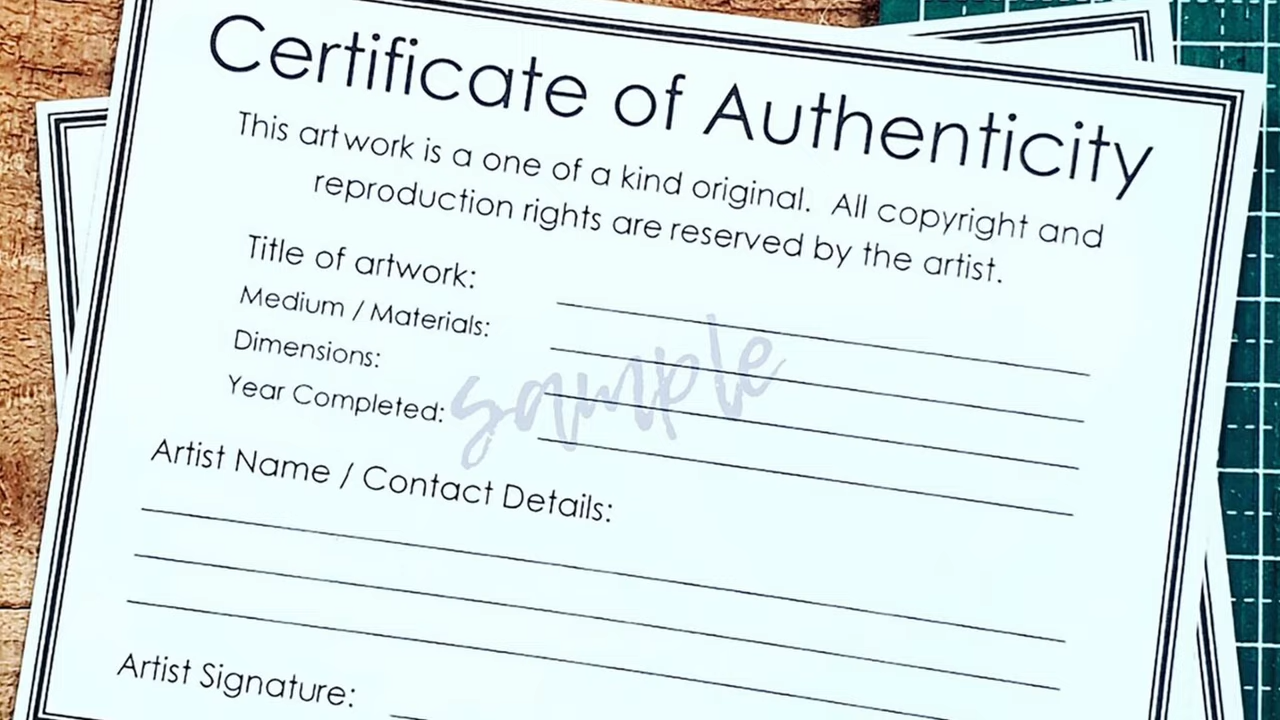 Certificate of Authenticity
This artwork is a one of a kind original. All copyright and
reproduction rights are reserved by the artist.
Title of artwork:
Medium / Materials:
Dimensions:
Year Completed:
sample
Artist Name / Contact Details:
Artist Signature: